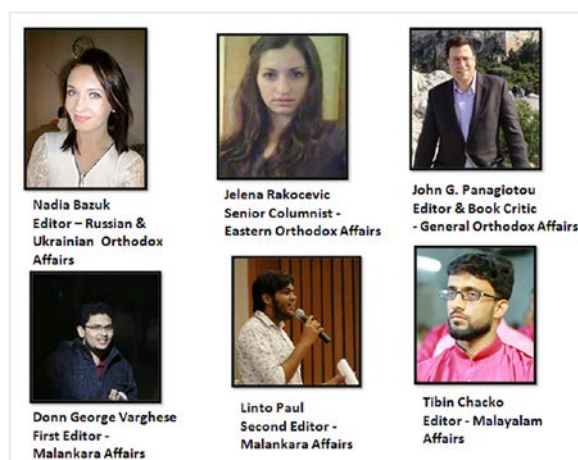 Nadia Bazuk
Editor – Russian &
Ukrainian Orthodox
Affairs
Jelena Rakocevic
Senior Columnist -
Eastern Orthodox Affairs
John G. Panagiotou
Editor & Book Critic
- General Orthodox Affairs
Donn George Varghese
First Editor -
Malankara Affairs
Linto Paul
Second Editor -
Malankara Affairs
Tibin Chacko
Editor - Malayalam
Affairs